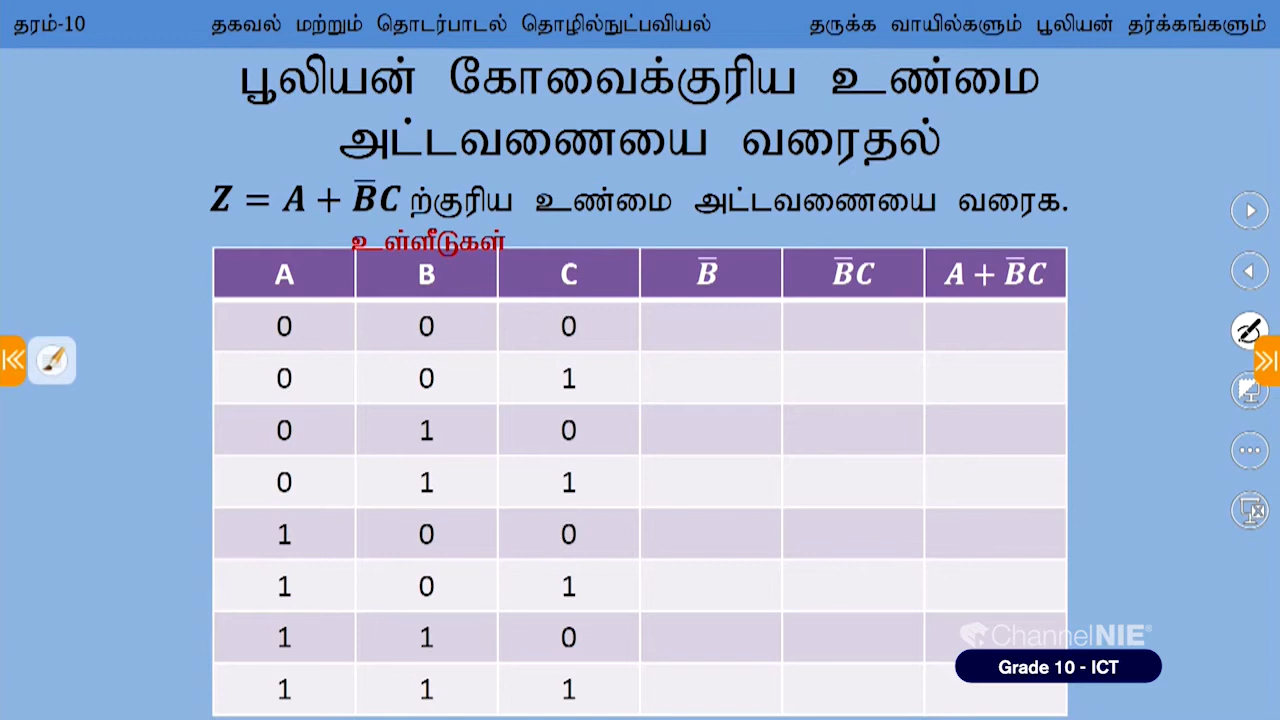 தரம்-10 தகவல் மற்றும் தொடர்பாடல் தொழில்நுட்பவியல் தருக்க வாயில்களும் பூலியன் தர்க்கங்களும்
பூலியன் கோவைக்குரிய உண்மை
அட்டவணையை வரைதல்
Z = A + B̅C ற்குரிய உண்மை அட்டவணையை வரைக.
உள்ளீடுகள்
A B C B̅ B̅C A + B̅C
0 0 0
0 0 1
0 1 0
0 1 1
1 0 0
1 0 1
1 1 0
ChannelNIE®
Grade 10 - ICT
1 1 1